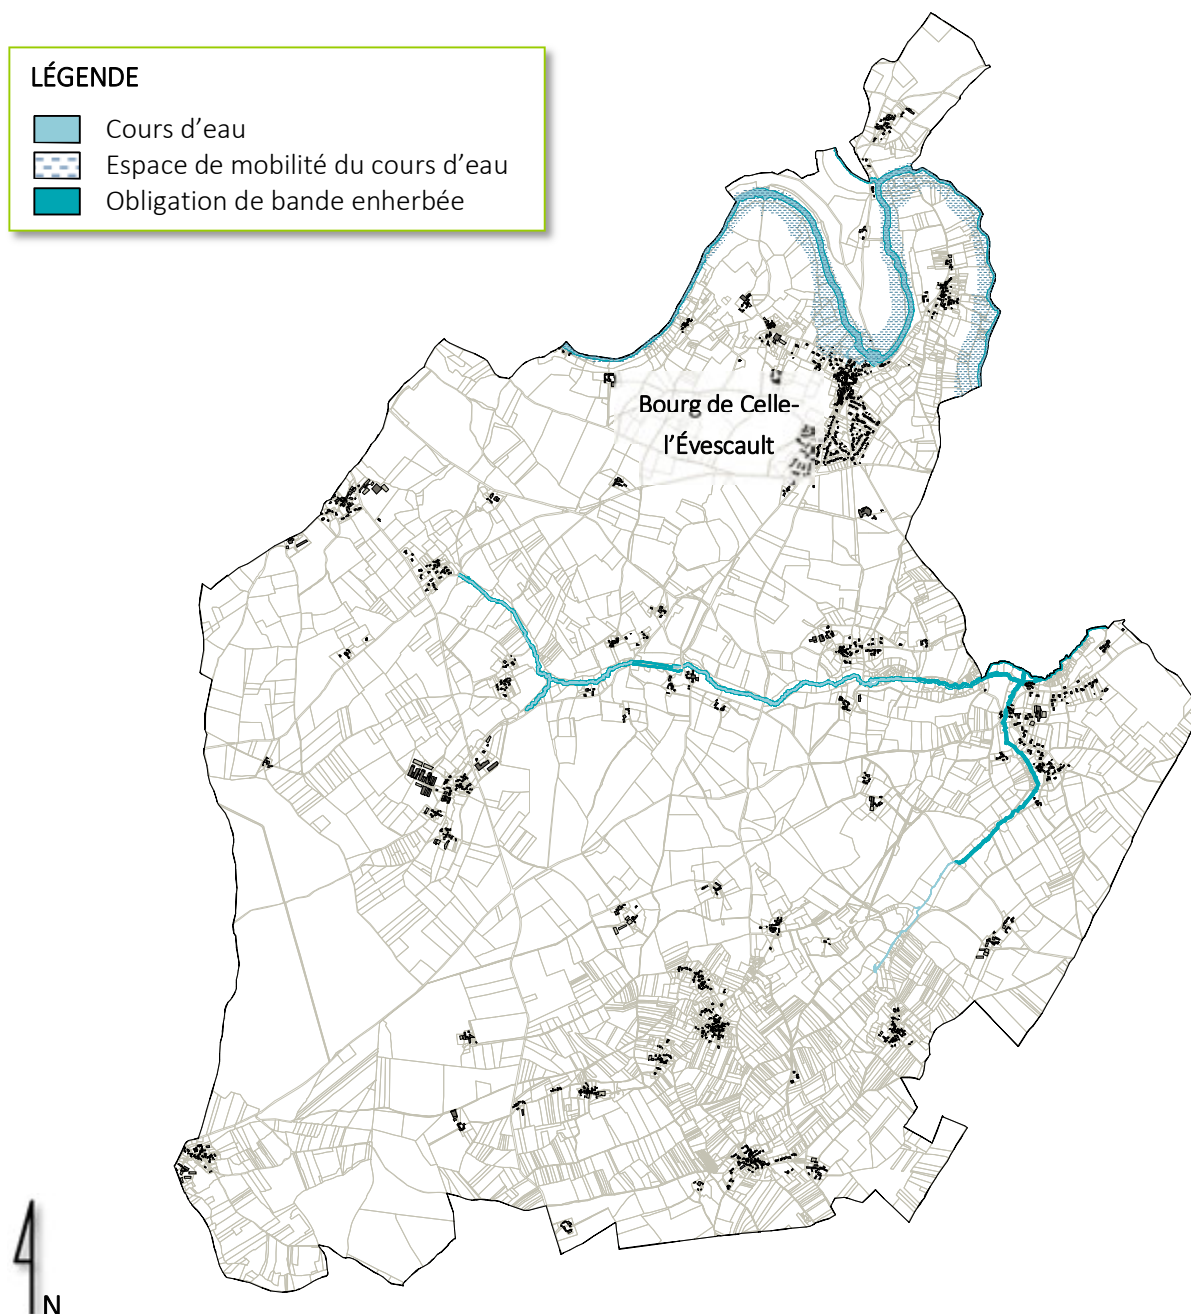 LÉGENDE
Cours d’eau
Espace de mobilité du cours d’eau
Obligation de bande enherbée
Bourg de Celle-
l’Évescault
N